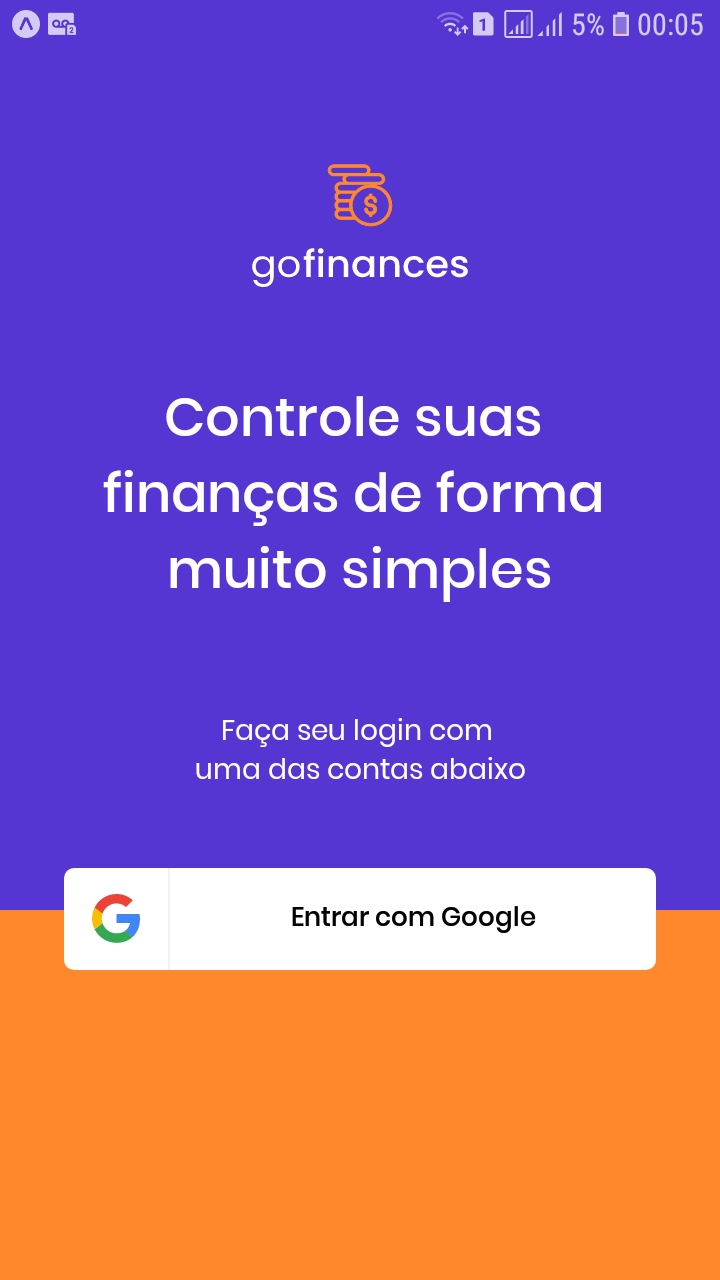 2
1
5%
00:05
$
gofinances
Controle suas
finanças de forma
muito simples
Faça seu login com
uma das contas abaixo
G
Entrar com Google